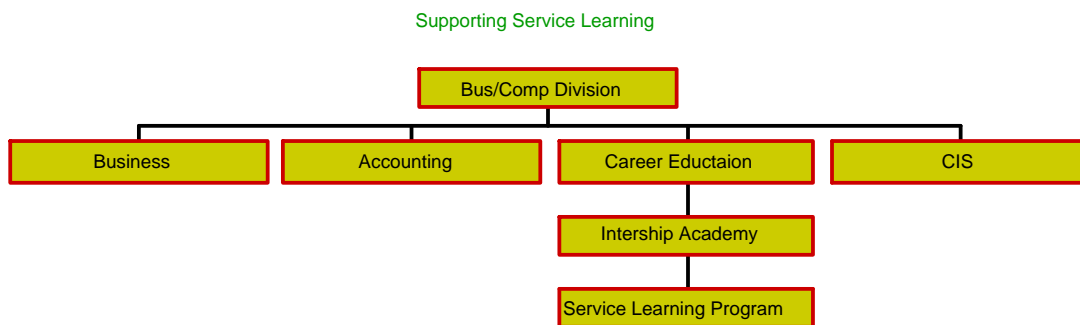 Supporting Service Learning
Bus/Comp Division
Business
Accounting
Career Eductaion
CIS
Intership Academy
Service Learning Program